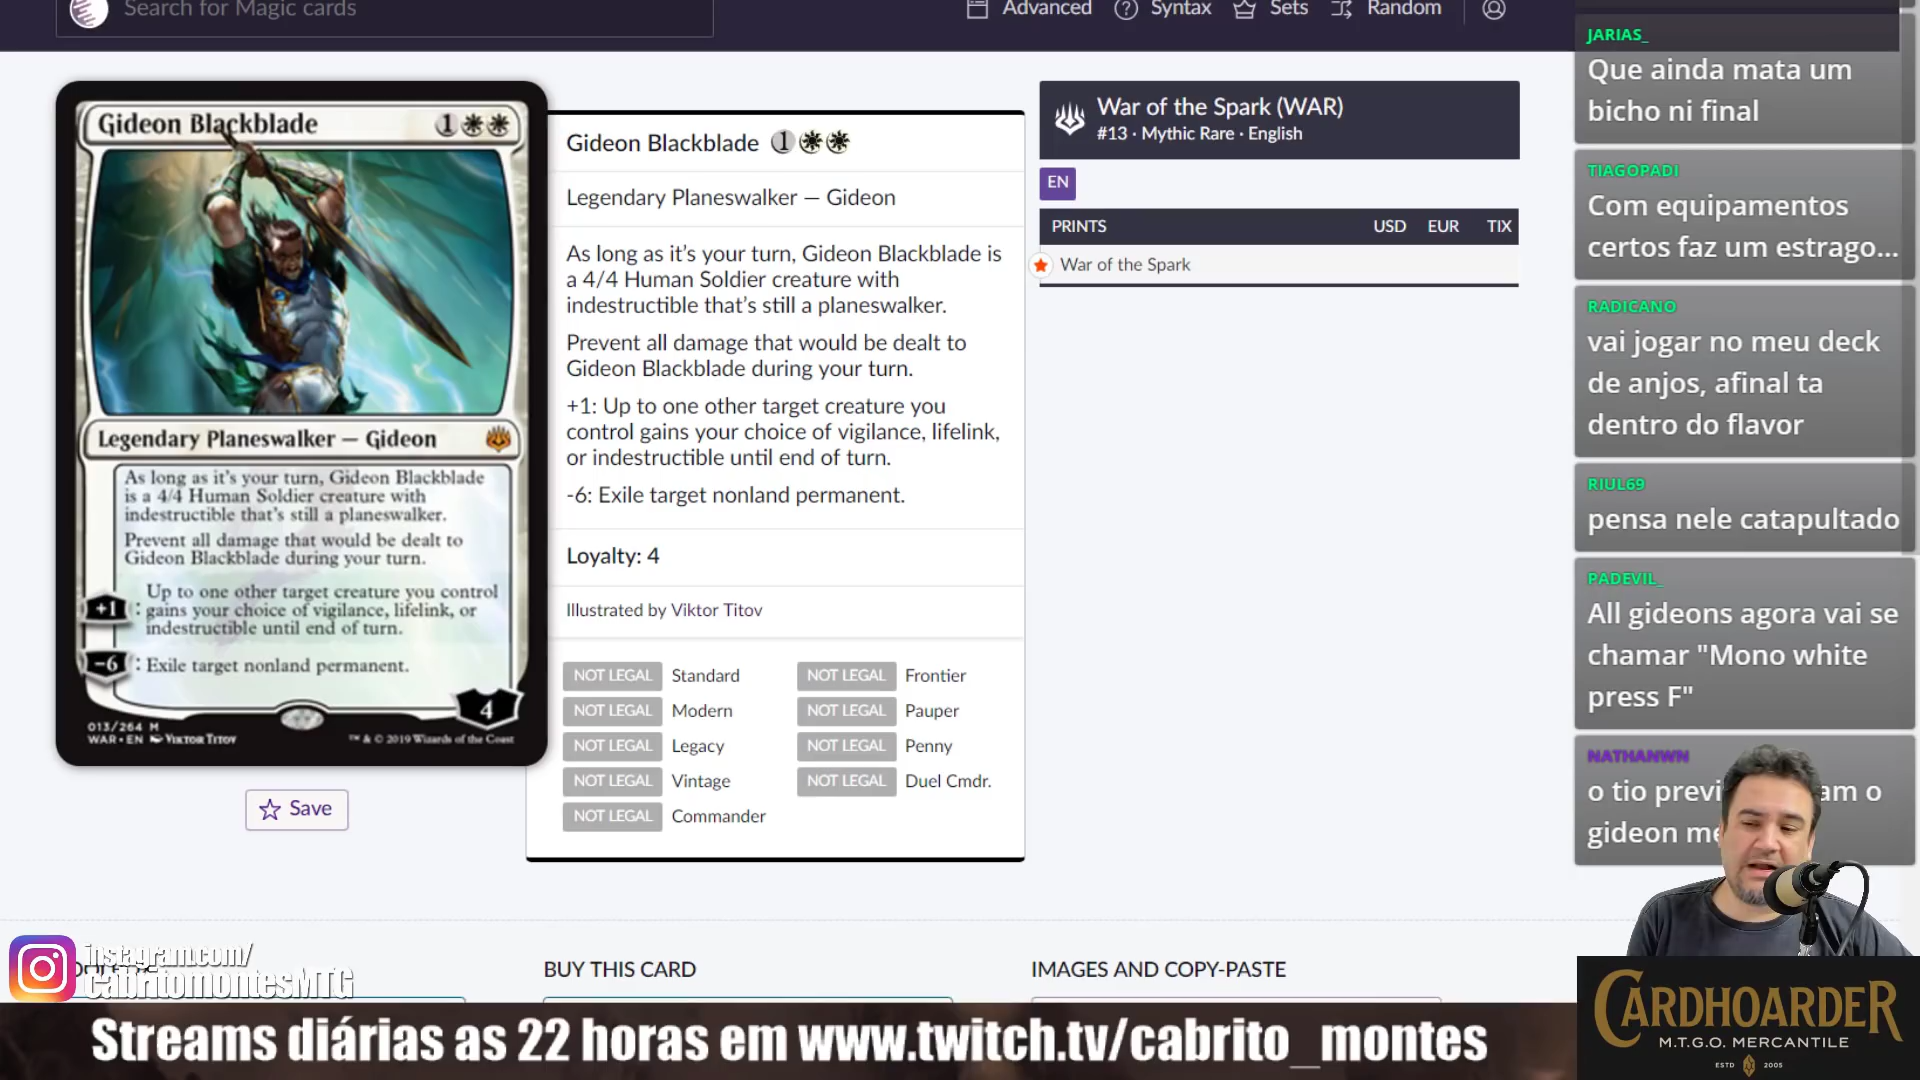 Search for Magic cards
Advanced
Syntax
Sets
Random
Gideon Blackblade 1
Legendary Planeswalker — Gideon
As long as it's your turn, Gideon Blackblade
is a 4/4 Human Soldier creature with
indestructible that's still a planeswalker.
Prevent all damage that would be dealt to
Gideon Blackblade during your turn.
+1: Up to one other target creature you control
gains your choice of vigilance, lifelink, or
indestructible until end of turn.
-6: Exile target nonland permanent.
4
013/264 M
WAR • EN Viktor Titov
™ & © 2019 Wizards of the Coast
Save
Gideon Blackblade 1
Legendary Planeswalker — Gideon
As long as it's your turn, Gideon Blackblade is
a 4/4 Human Soldier creature with
indestructible that's still a planeswalker.
Prevent all damage that would be dealt to
Gideon Blackblade during your turn.
+1: Up to one other target creature you
control gains your choice of vigilance, lifelink,
or indestructible until end of turn.
-6: Exile target nonland permanent.
Loyalty: 4
Illustrated by Viktor Titov
NOT LEGAL Standard NOT LEGAL Frontier
NOT LEGAL Modern NOT LEGAL Pauper
NOT LEGAL Legacy NOT LEGAL Penny
NOT LEGAL Vintage NOT LEGAL Duel Cmdr.
NOT LEGAL Commander
War of the Spark (WAR)
#13 · Mythic Rare · English
EN
PRINTS USD EUR TIX
War of the Spark
JARIAS_
Que ainda mata um
bicho ni final
TIAGOPADI
Com equipamentos
certos faz um estrago...
RADICANO
vai jogar no meu deck
de anjos, afinal ta
dentro do flavor
RIUL69
pensa nele catapultado
PADEVIL_
All gideons agora vai se
chamar "Mono white
press F"
NATHANWN
o tio o
gideon
instagram.com/
cabritomontesMTG
BUY THIS CARD
IMAGES AND COPY-PASTE
Streams diárias as 22 horas em www.twitch.tv/cabrito_montes
CARDHOARDER
M.T.G.O. MERCANTILE
ESTD 2005